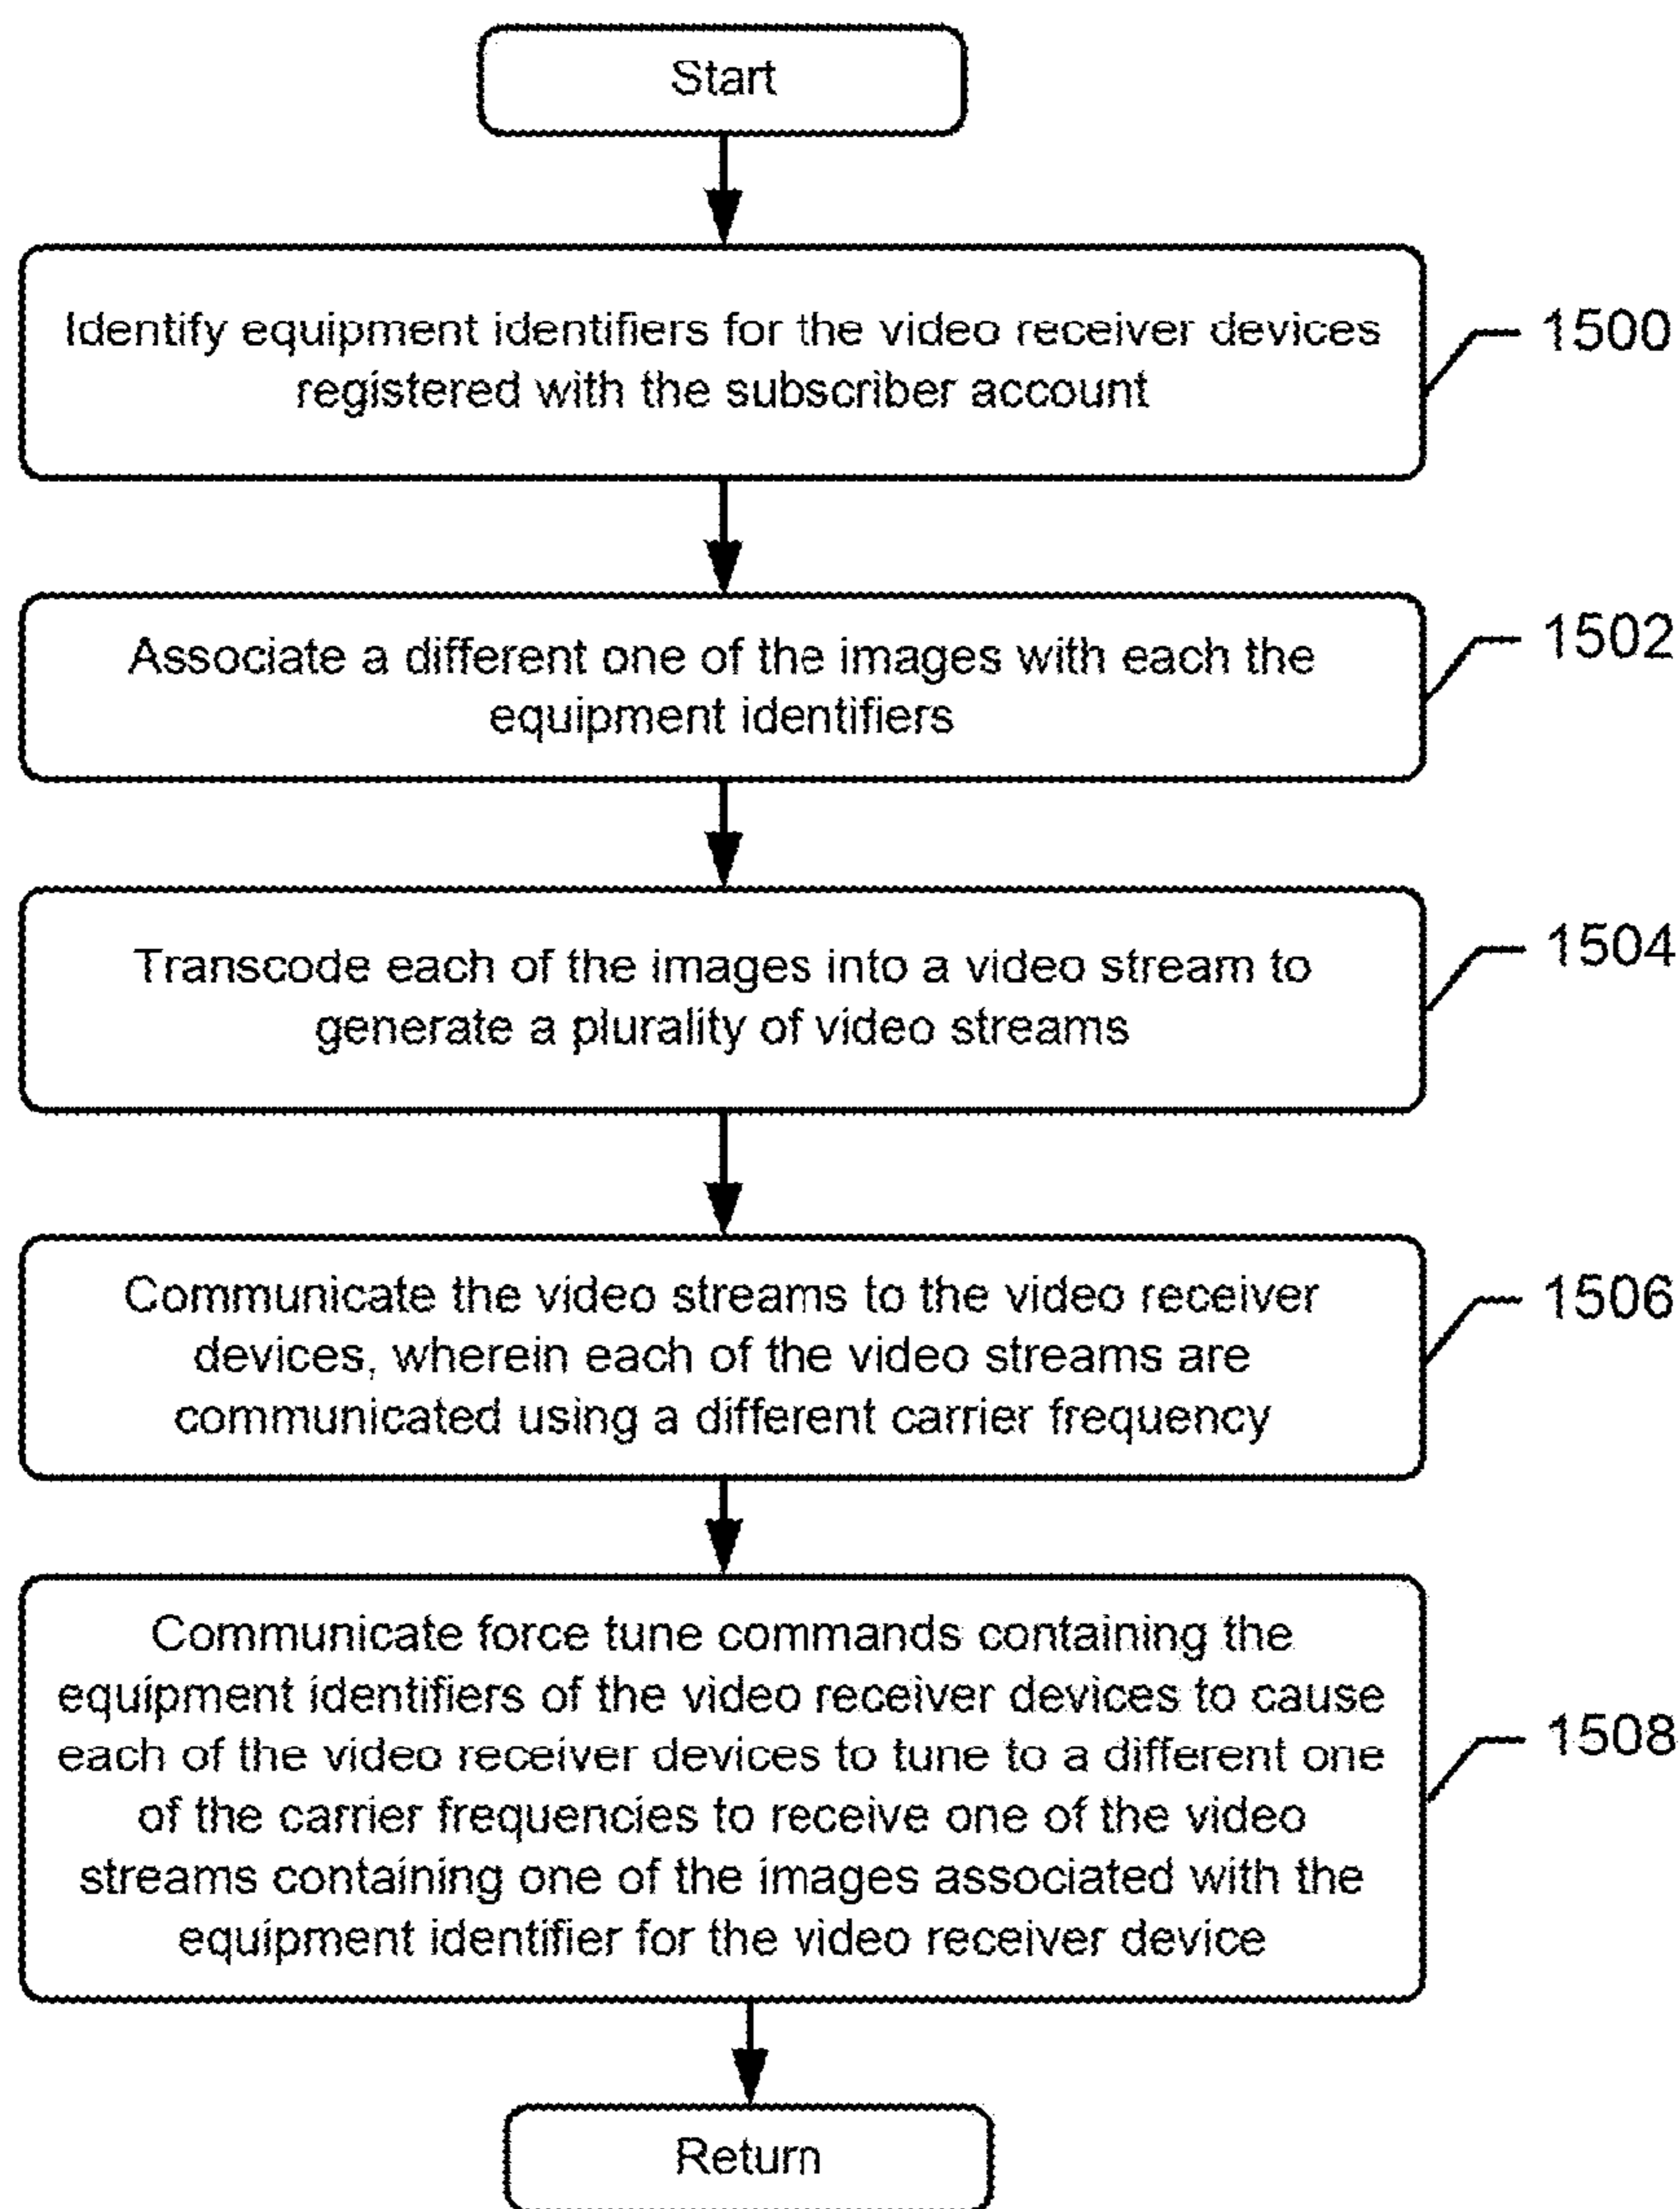 Start
Identify equipment identifiers for the video receiver devices
registered with the subscriber account
1500
Associate a different one of the images with each the
equipment identifiers
1502
Transcode each of the images into a video stream to
generate a plurality of video streams
1504
Communicate the video streams to the video receiver
devices, wherein each of the video streams are
communicated using a different carrier frequency
1506
Communicate force tune commands containing the
equipment identifiers of the video receiver devices to cause
each of the video receiver devices to tune to a different one
of the carrier frequencies to receive one of the video
streams containing one of the images associated with the
equipment identifier for the video receiver device
1508
Return